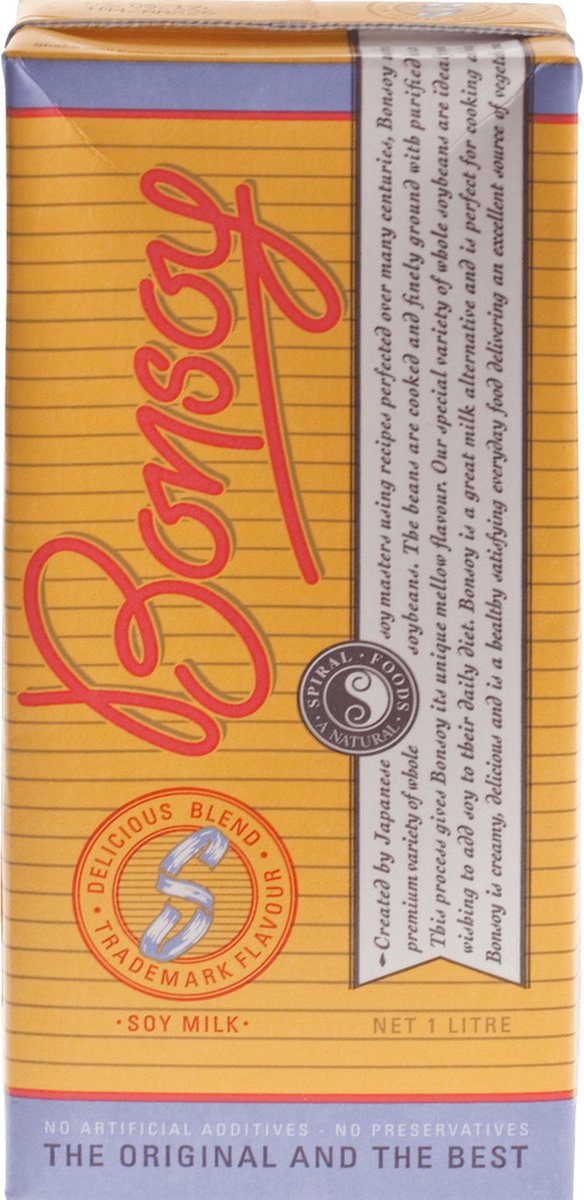 Bonsoy
Created by Japanese soy masters using recipes perfected over many centuries, Bonsoy
premium variety of whole soybeans. The beans are cooked and finely ground with purified
This process gives Bonsoy its unique mellow flavour. Our special variety of whole soybeans are
wishing to add soy to their daily diet. Bonsoy is a great milk alternative and is perfect for cooking
Bonsoy is creamy, delicious and is a healthy satisfying everyday food delivering an excellent source of
SPIRAL · FOODS
· A NATURAL ·
DELICIOUS BLEND
· TRADEMARK FLAVOUR ·
S
· SOY MILK ·
NET 1 LITRE
NO ARTIFICIAL ADDITIVES - NO PRESERVATIVES
THE ORIGINAL AND THE BEST